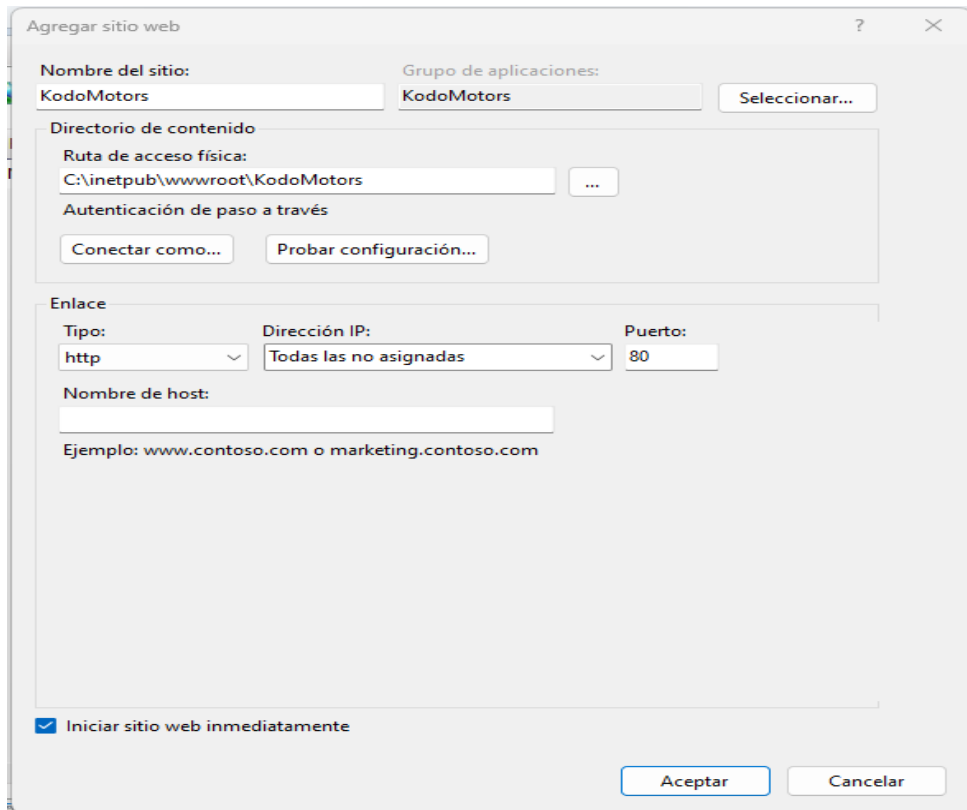 Agregar sitio web
Nombre del sitio: Grupo de aplicaciones:
KodoMotors KodoMotors Seleccionar...
Directorio de contenido
Ruta de acceso física:
C:\inetpub\wwwroot\KodoMotors ...
Autenticación de paso a través
Conectar como... Probar configuración...
Enlace
Tipo: Dirección IP: Puerto:
http Todas las no asignadas 80
Nombre de host:
Ejemplo: www.contoso.com o marketing.contoso.com
Iniciar sitio web inmediatamente
Aceptar Cancelar